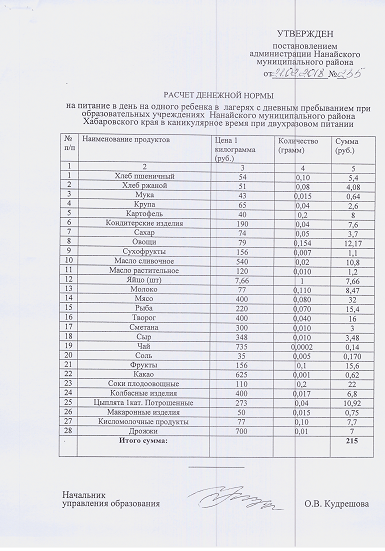 УТВЕРЖДЕН
постановлением
администрации Нанайского
муниципального района
от 21.02.2018 №
РАСЧЕТ ДЕНЕЖНОЙ НОРМЫ
на питание в день на одного ребенка в лагерях с дневным пребыванием при
образовательных учреждениях Нанайского муниципального района
Хабаровского края в каникулярное время при двухразовом питании
№ п/п Наименование продуктов Цена 1 килограмма (руб.) Количество (грамм) Сумма (руб.)
1 2 3 4 5
1 Хлеб пшеничный 54 0,10 5,4
2 Хлеб ржаной 51 0,08 4,08
3 Мука 43 0,015 0,64
4 Крупа 65 0,04 2,6
5 Картофель 40 0,2 8
6 Кондитерские изделия 190 0,04 7,6
7 Сахар 74 0,05 3,7
8 Овощи 79 0,154 12,17
9 Сухофрукты 156 0,007 1,1
10 Масло сливочное 540 0,02 10,8
11 Масло растительное 120 0,010 1,2
12 Яйцо (шт) 7,66 1 7,66
13 Молоко 77 0,110 8,47
14 Мясо 400 0,080 32
15 Рыба 220 0,070 15,4
16 Творог 400 0,040 16
17 Сметана 300 0,010 3
18 Сыр 348 0,010 3,48
19 Чай 735 0,0002 0,14
20 Соль 35 0,005 0,170
21 Фрукты 156 0,1 15,6
22 Какао 625 0,001 0,62
23 Соки плодоовощные 110 0,2 22
24 Колбасные изделия 400 0,017 6,8
25 Цыплята 1кат. Потрошенные 273 0,04 10,92
26 Макаронные изделия 50 0,015 0,75
27 Кисломолочные продукты 77 0,10 7,7
28 Дрожжи 700 0,01 7
Итого сумма: 215
Начальник
управления образования О.В. Кудрешова